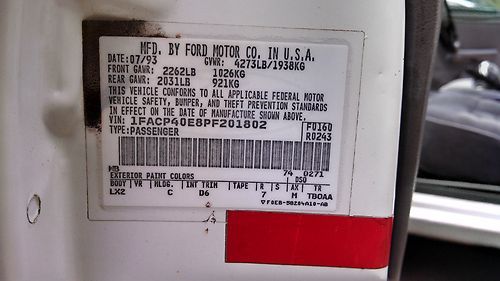 MFD. BY FORD MOTOR CO. IN U.S.A.
DATE: 07/93 GVWR: 4273LB/1938KG
FRONT GAWR: 2262LB 1026KG
REAR GAWR: 2031LB 921KG
THIS VEHICLE CONFORMS TO ALL APPLICABLE FEDERAL MOTOR
VEHICLE SAFETY, BUMPER, AND THEFT PREVENTION STANDARDS
IN EFFECT ON THE DATE OF MANUFACTURE SHOWN ABOVE.
VIN: 1FACP40E8PF201802
TYPE: PASSENGER
F0160
R0243
WB 74 0271
EXTERIOR PAINT COLORS DSO
BODY VR MLDG. INT TRIM TAPE R S AX TR
LX2 C D6 7 M TBOAA